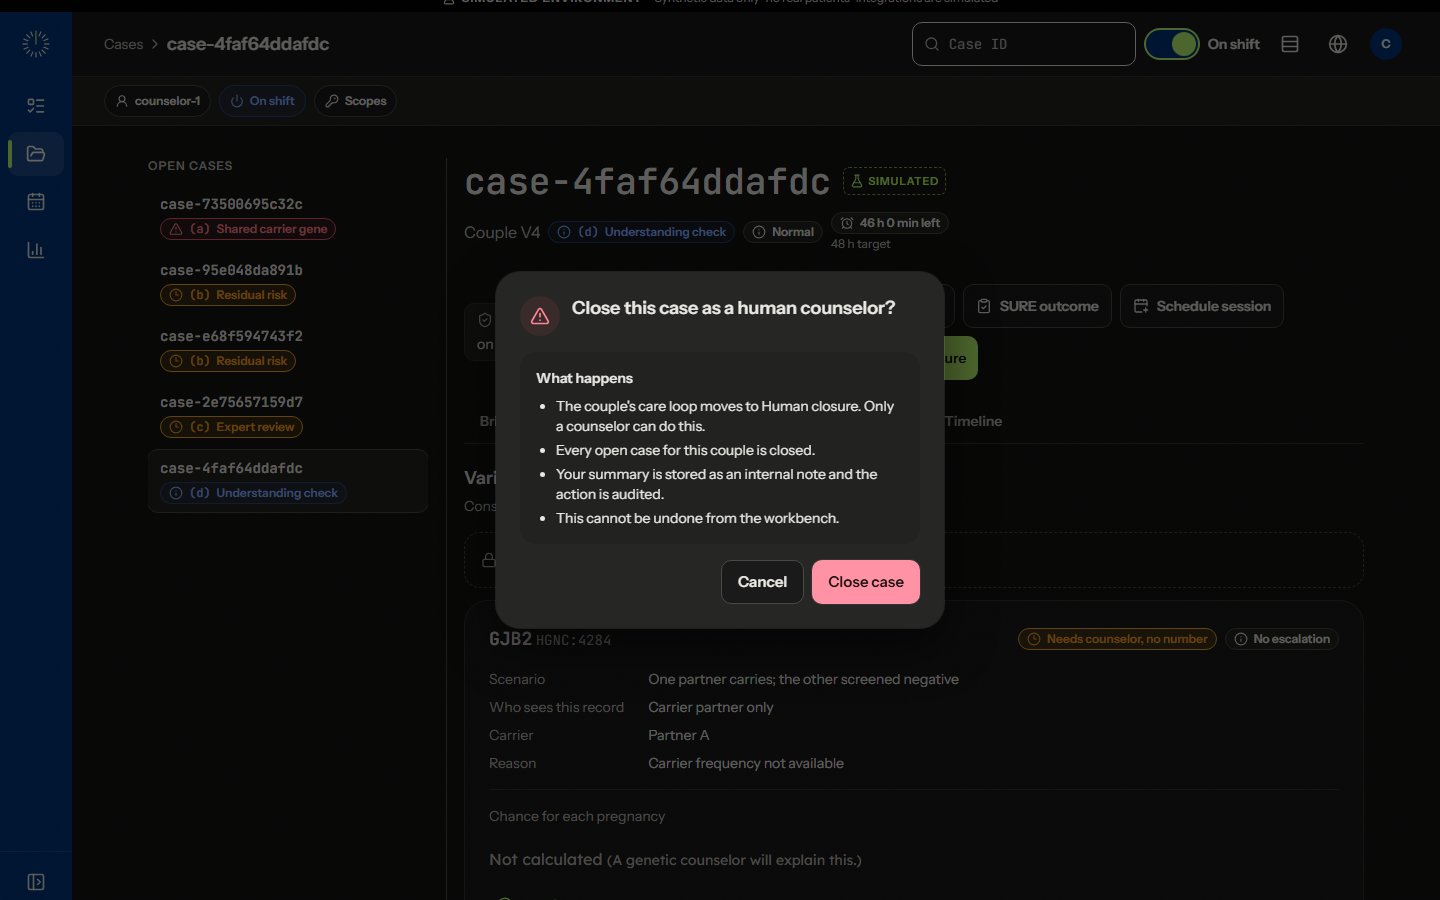 SIMULATED ENVIRONMENT
Cases
case-4faf64ddafdc
Case ID
On shift
C
counselor-1
On shift
Scopes
OPEN CASES
case-73500695c32c
(a) Shared carrier gene
case-95e048da891b
(b) Residual risk
case-e68f594743f2
(b) Residual risk
case-2e75657159d7
(c) Expert review
case-4faf64ddafdc
(d) Understanding check
case-4faf64ddafdc
SIMULATED
Couple V4
(d) Understanding check
Normal
46 h 0 min left
48 h target
SURE outcome
Schedule session
on
Timeline
Close this case as a human counselor?
What happens
The couple's care loop moves to Human closure. Only
a counselor can do this.
Every open case for this couple is closed.
Your summary is stored as an internal note and the
action is audited.
This cannot be undone from the workbench.
Cancel
Close case
GJB2 HGNC:4284
Needs counselor, no number
No escalation
Scenario
One partner carries; the other screened negative
Who sees this record
Carrier partner only
Carrier
Partner A
Reason
Carrier frequency not available
Chance for each pregnancy
Not calculated (A genetic counselor will explain this.)